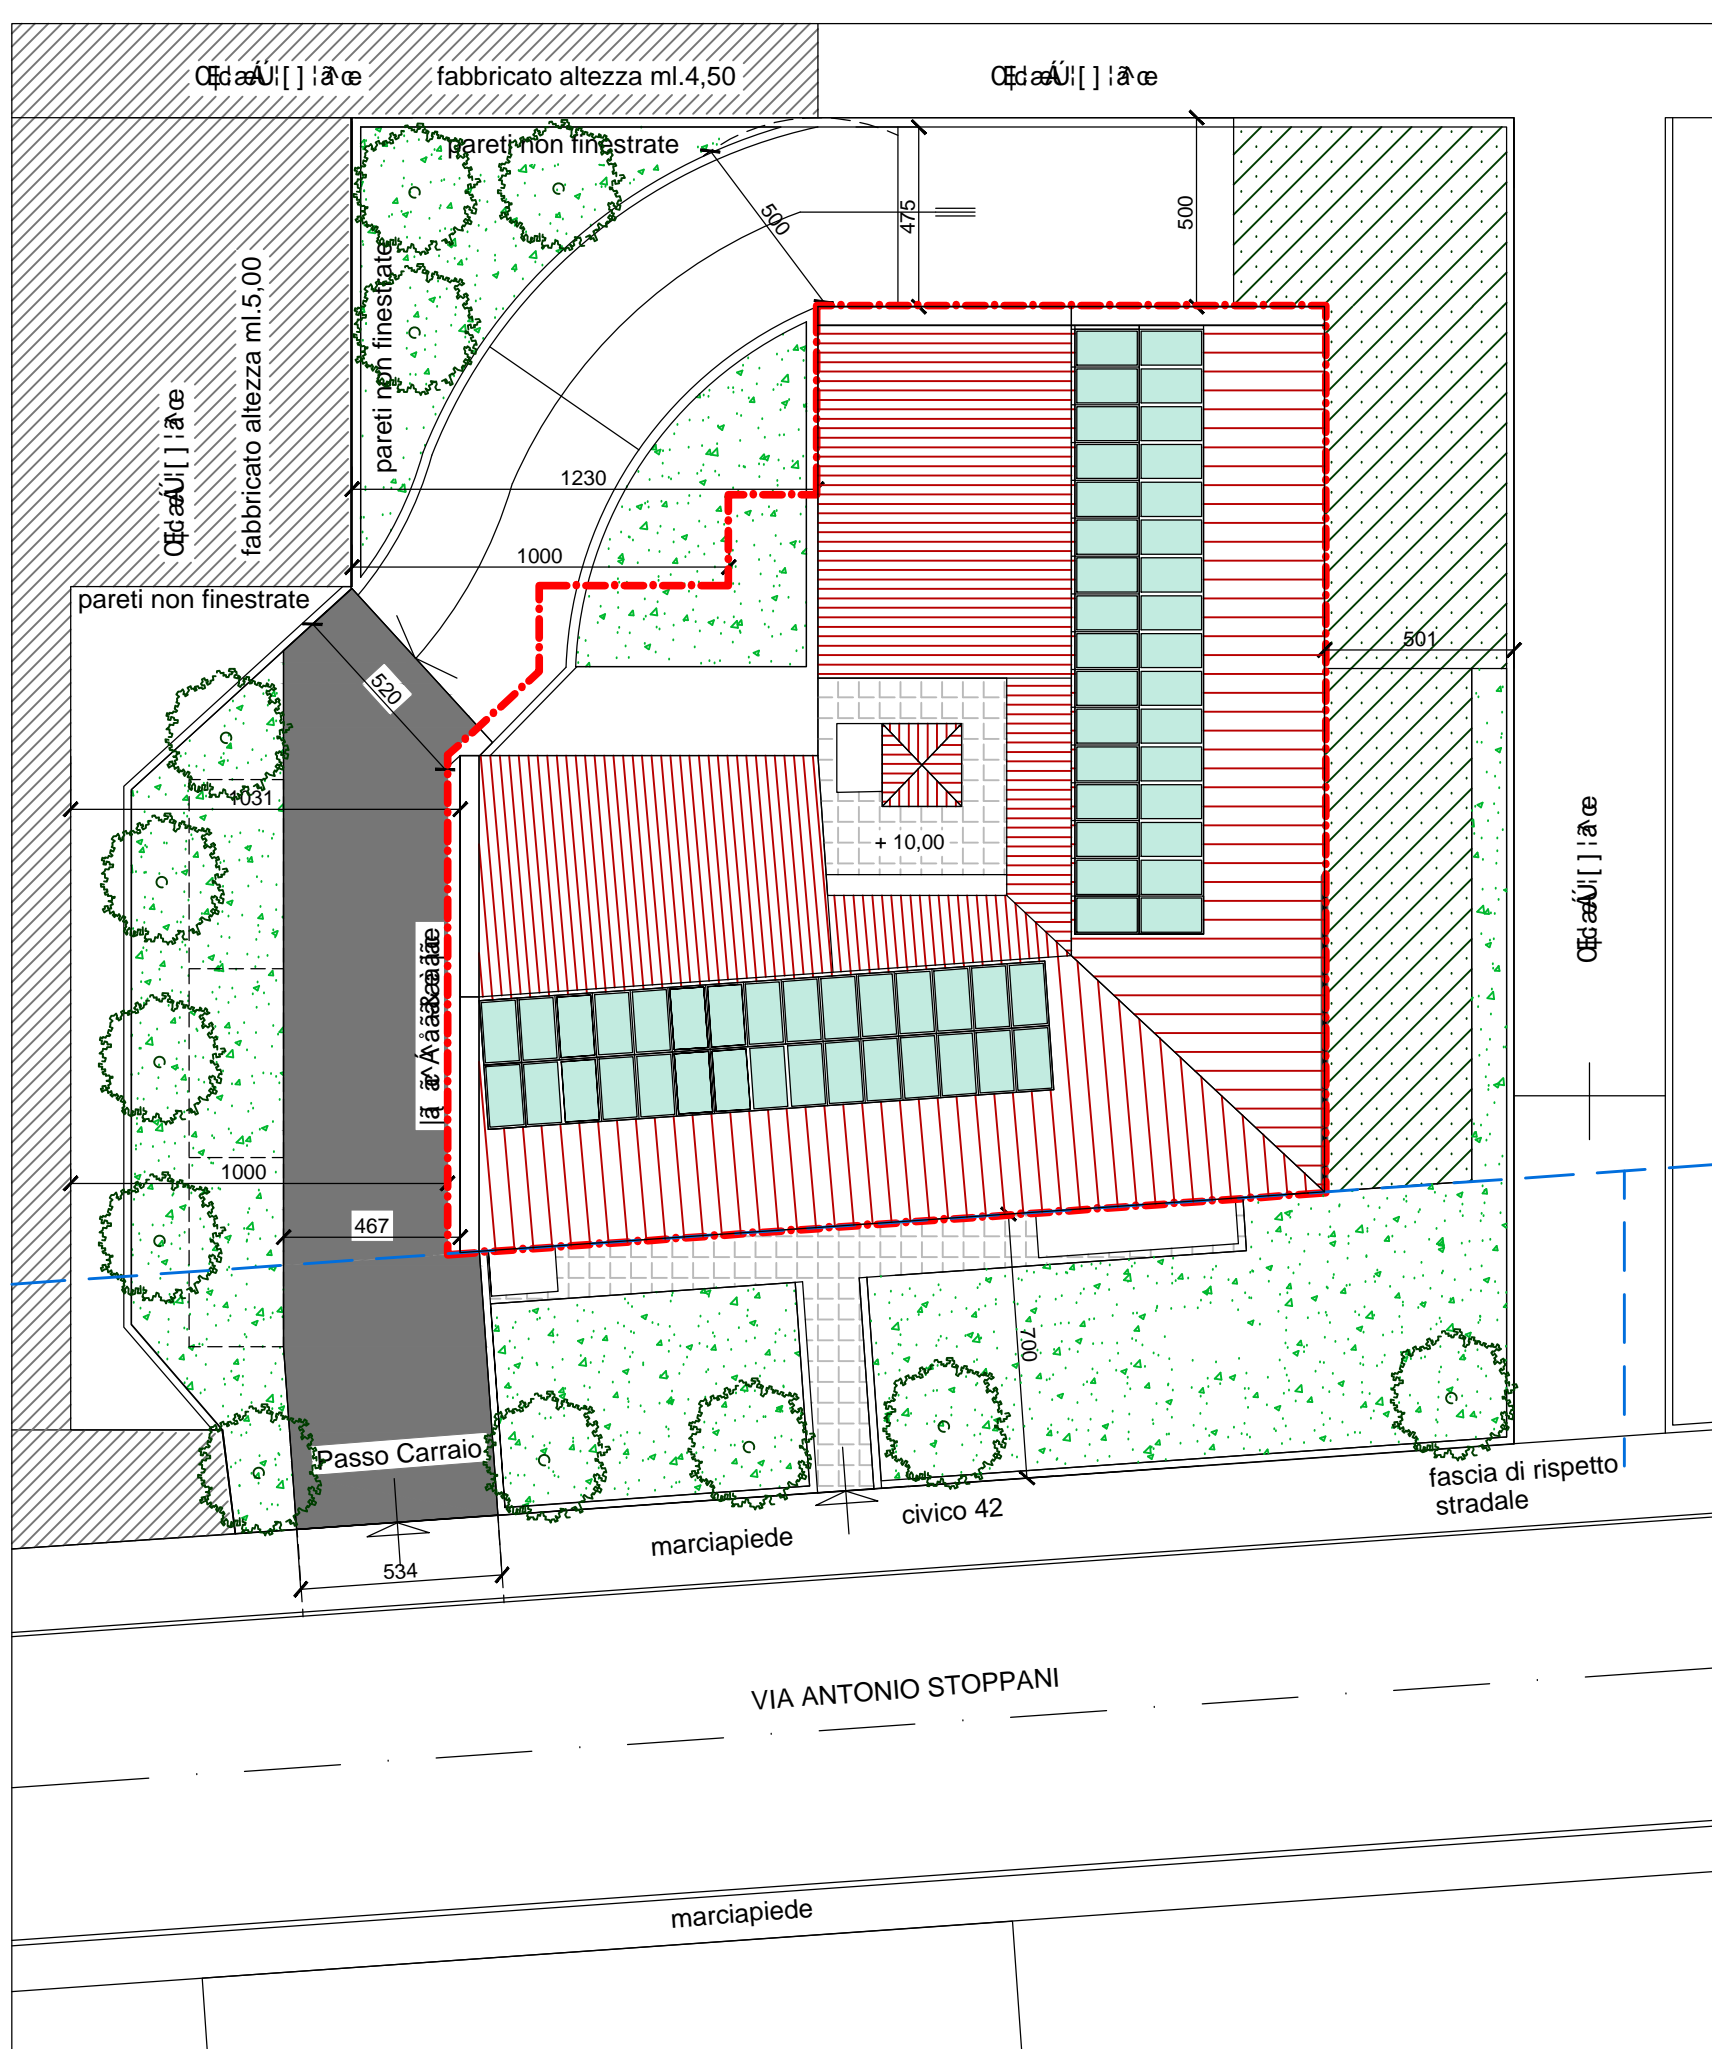 fabbricato altezza ml.4,50
pareti non finestrate
pareti non finestrate
fabbricato altezza ml.5,00
500
475
500
1230
1000
pareti non finestrate
501
520
1031
+ 10,00
1000
467
700
Passo Carraio
534
marciapiede
civico 42
fascia di rispetto
stradale
VIA ANTONIO STOPPANI
marciapiede